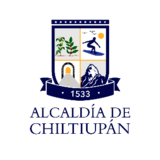 • 1533 •
ALCALDÍA DE
CHILTIUPÁN